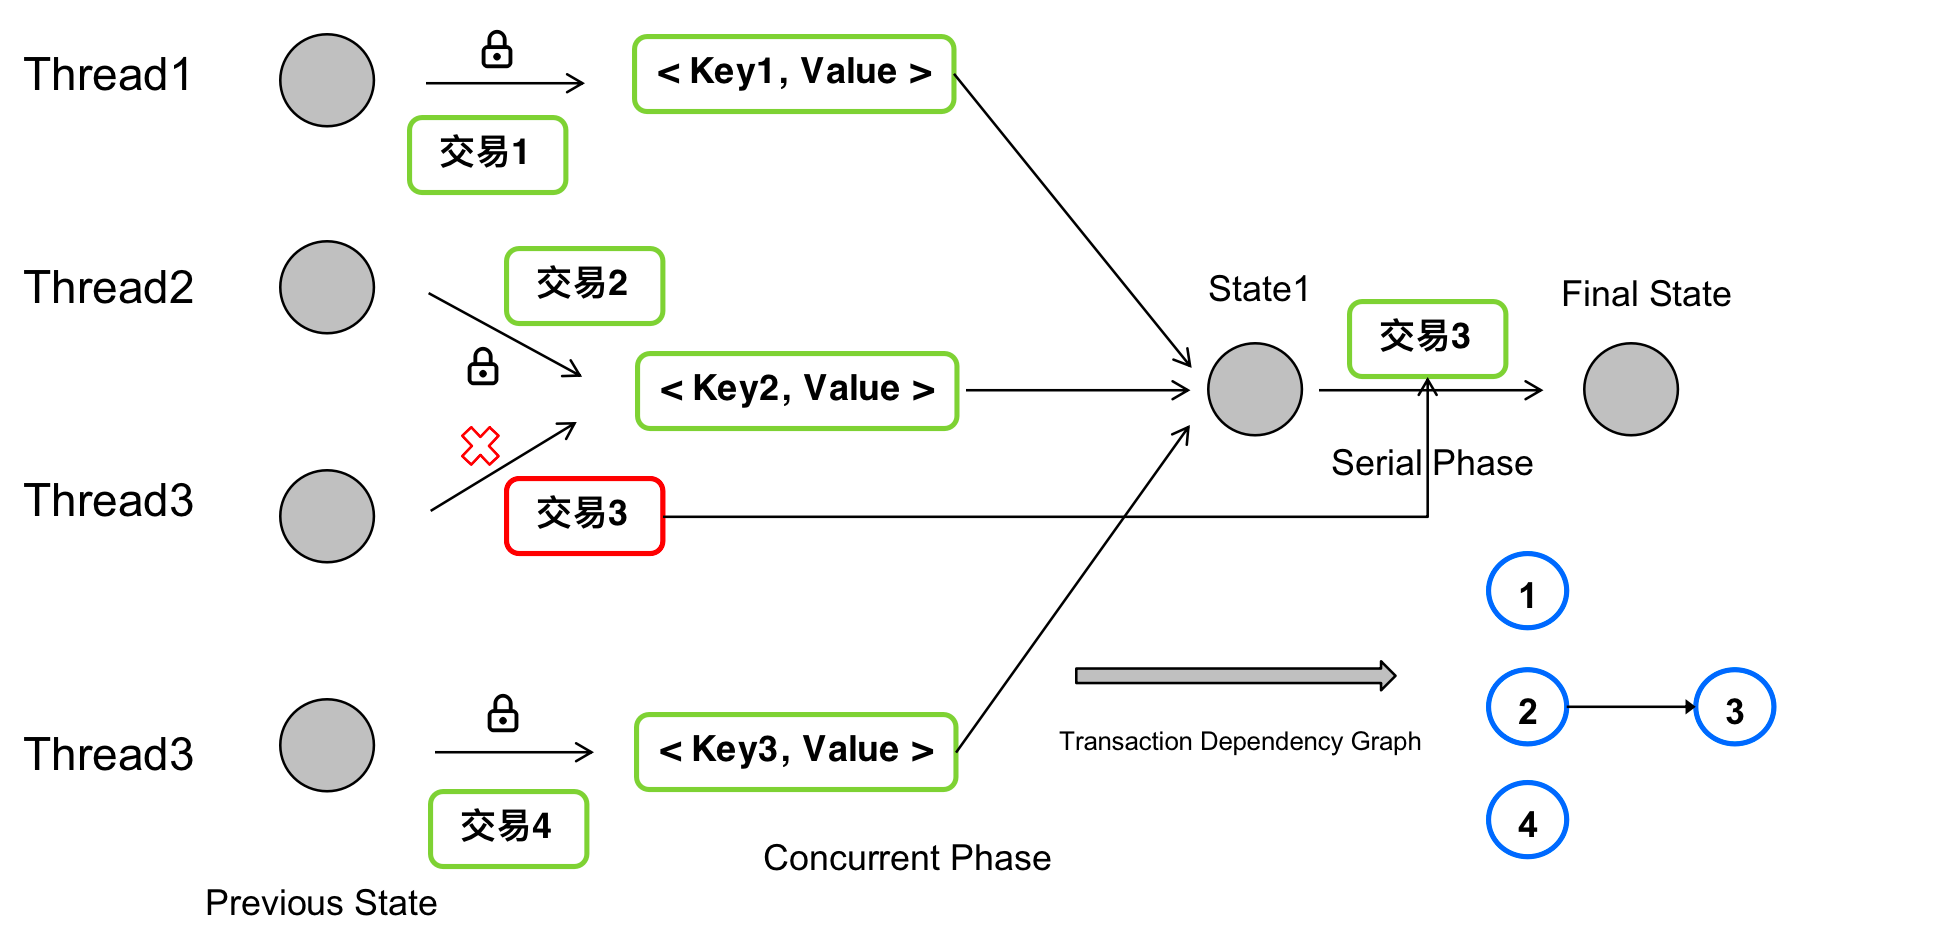 Thread1
< Key1, Value >
交易1
Thread2
交易2
State1
交易3
Final State
< Key2, Value >
Serial Phase
Thread3
交易3
1
2
3
Thread3
< Key3, Value >
Transaction Dependency Graph
交易4
4
Concurrent Phase
Previous State